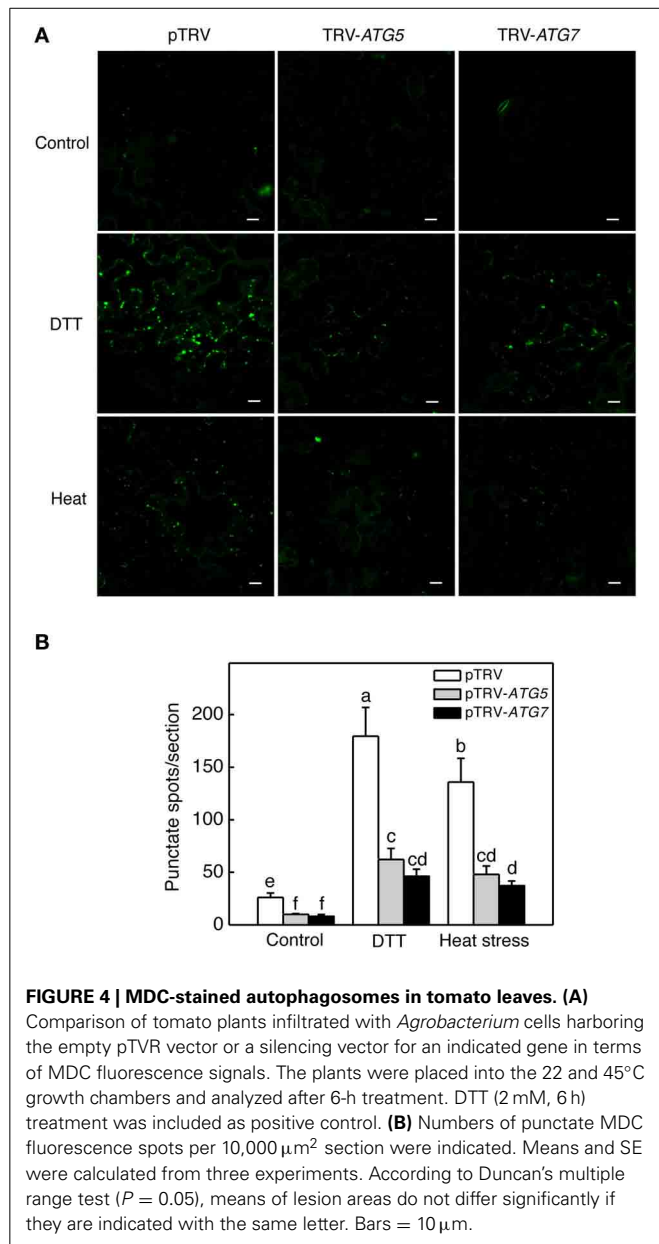 A
pTRV TRV-ATG5 TRV-ATG7
Control
DTT
Heat
B
Punctate spots/section
200
150
100
50
0
pTRV
pTRV-ATG5
pTRV-ATG7
a
b
c
cd
cd
d
e
f
f
Control DTT Heat stress
FIGURE 4 | MDC-stained autophagosomes in tomato leaves. (A)
Comparison of tomato plants infiltrated with Agrobacterium cells harboring
the empty pTVR vector or a silencing vector for an indicated gene in terms
of MDC fluorescence signals. The plants were placed into the 22 and 45°C
growth chambers and analyzed after 6-h treatment. DTT (2 mM, 6 h)
treatment was included as positive control. (B) Numbers of punctate MDC
fluorescence spots per 10,000 μm² section were indicated. Means and SE
were calculated from three experiments. According to Duncan's multiple
range test (P = 0.05), means of lesion areas do not differ significantly if
they are indicated with the same letter. Bars = 10 μm.